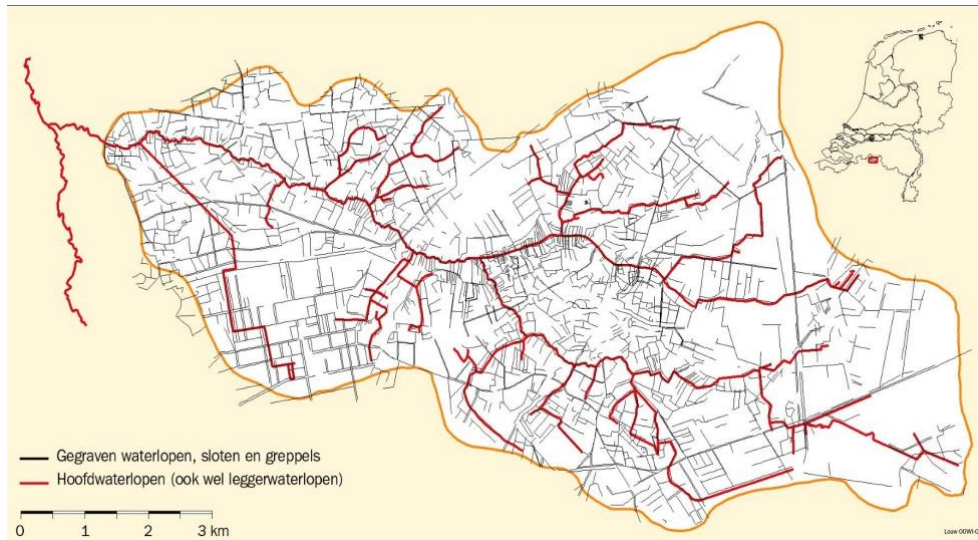 Gegraven waterlopen, sloten en greppels
Hoofdwaterlopen (ook wel leggerwaterlopen)
0 1 2 3 km